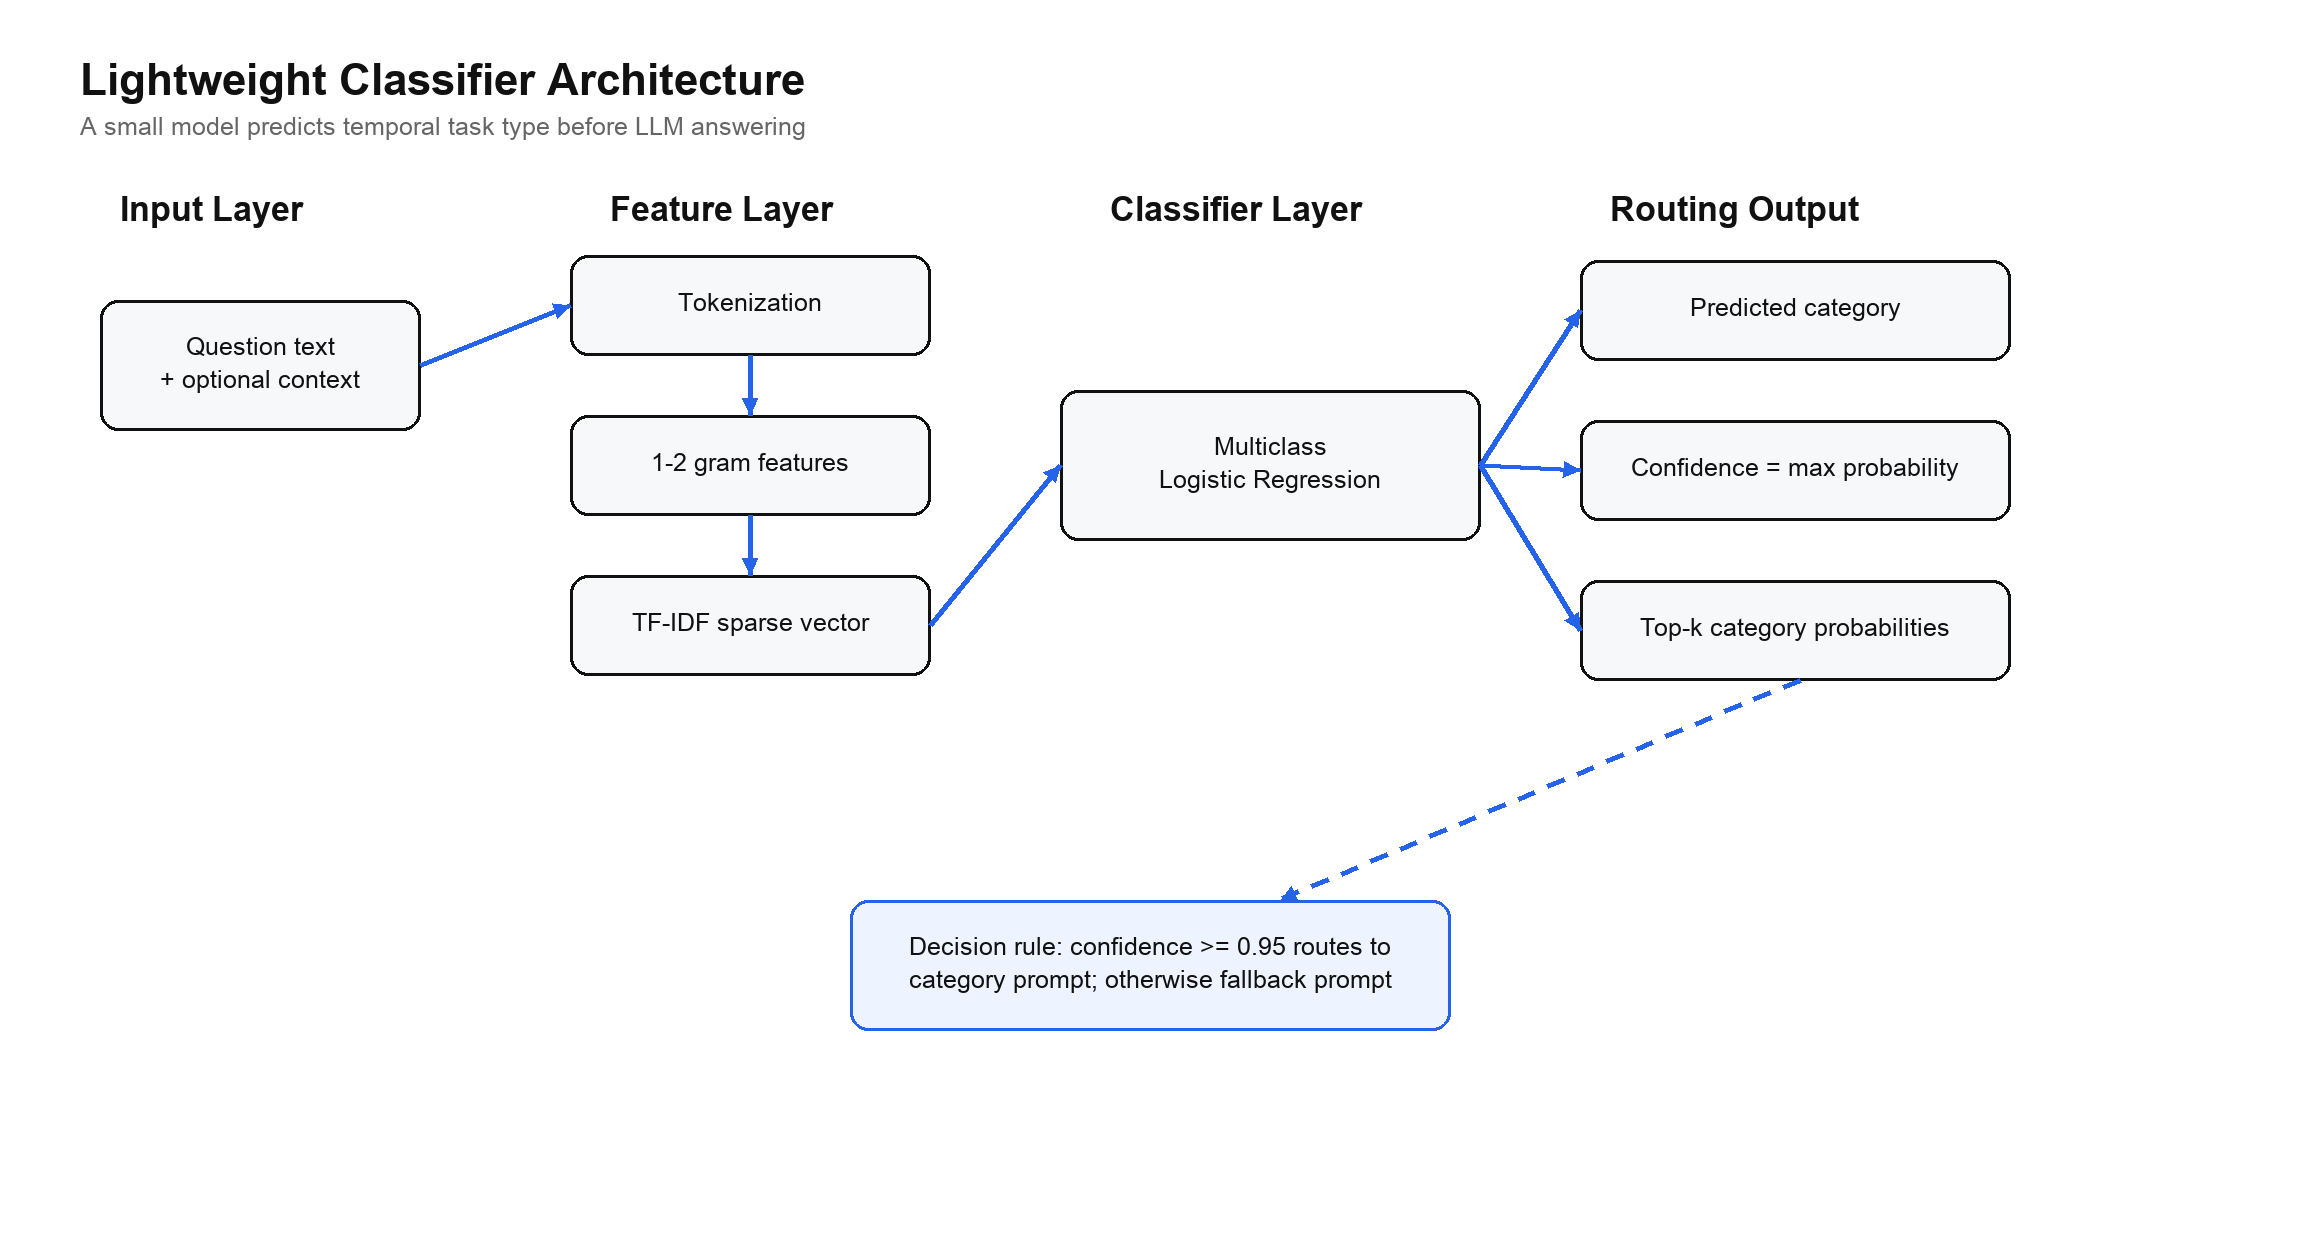 Lightweight Classifier Architecture
A small model predicts temporal task type before LLM answering
Input Layer
Question text
+ optional context
Feature Layer
Tokenization
1-2 gram features
TF-IDF sparse vector
Classifier Layer
Multiclass
Logistic Regression
Routing Output
Predicted category
Confidence = max probability
Top-k category probabilities
Decision rule: confidence >= 0.95 routes to
category prompt; otherwise fallback prompt